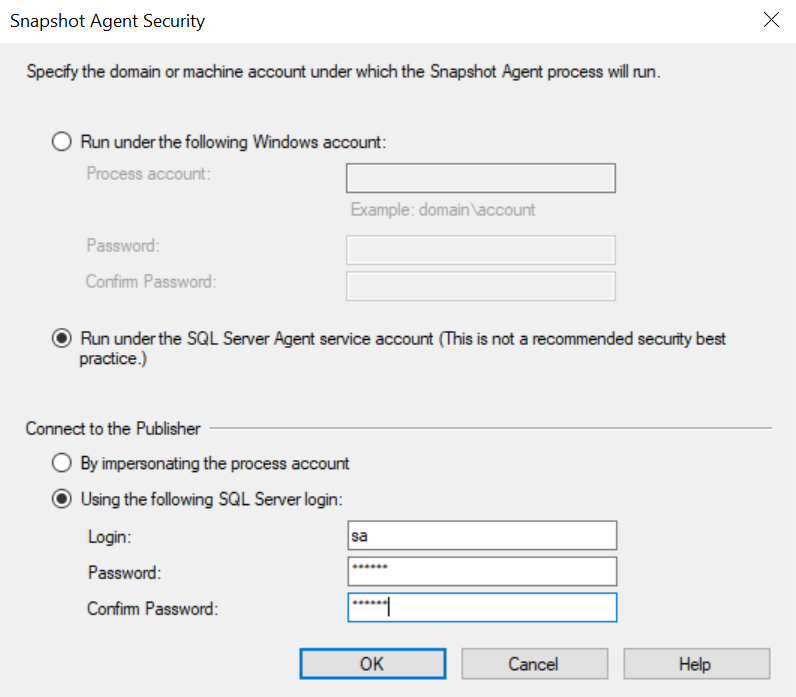 Snapshot Agent Security
Specify the domain or machine account under which the Snapshot Agent process will run.
Run under the following Windows account:
Process account:
Example: domain\account
Password:
Confirm Password:
Run under the SQL Server Agent service account (This is not a recommended security best
practice.)
Connect to the Publisher
By impersonating the process account
Using the following SQL Server login:
Login: sa
Password: ******
Confirm Password: ******
OK Cancel Help